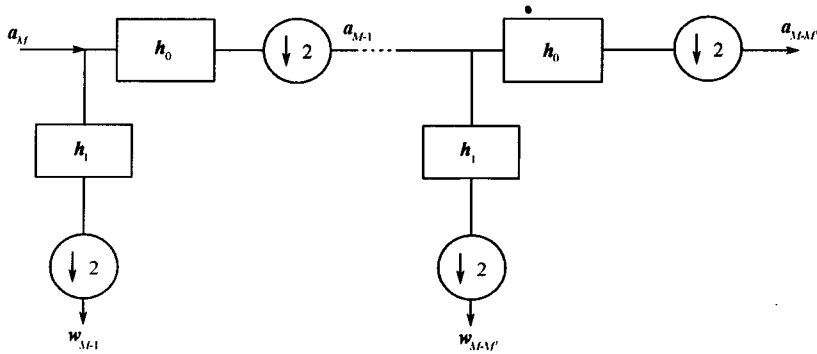 a_M h_0 ↓ 2 a_{M-1} h_0 ↓ 2 a_{M-M'}
h_1 h_1
↓ 2 ↓ 2
w_{M-1} w_{M-M'}